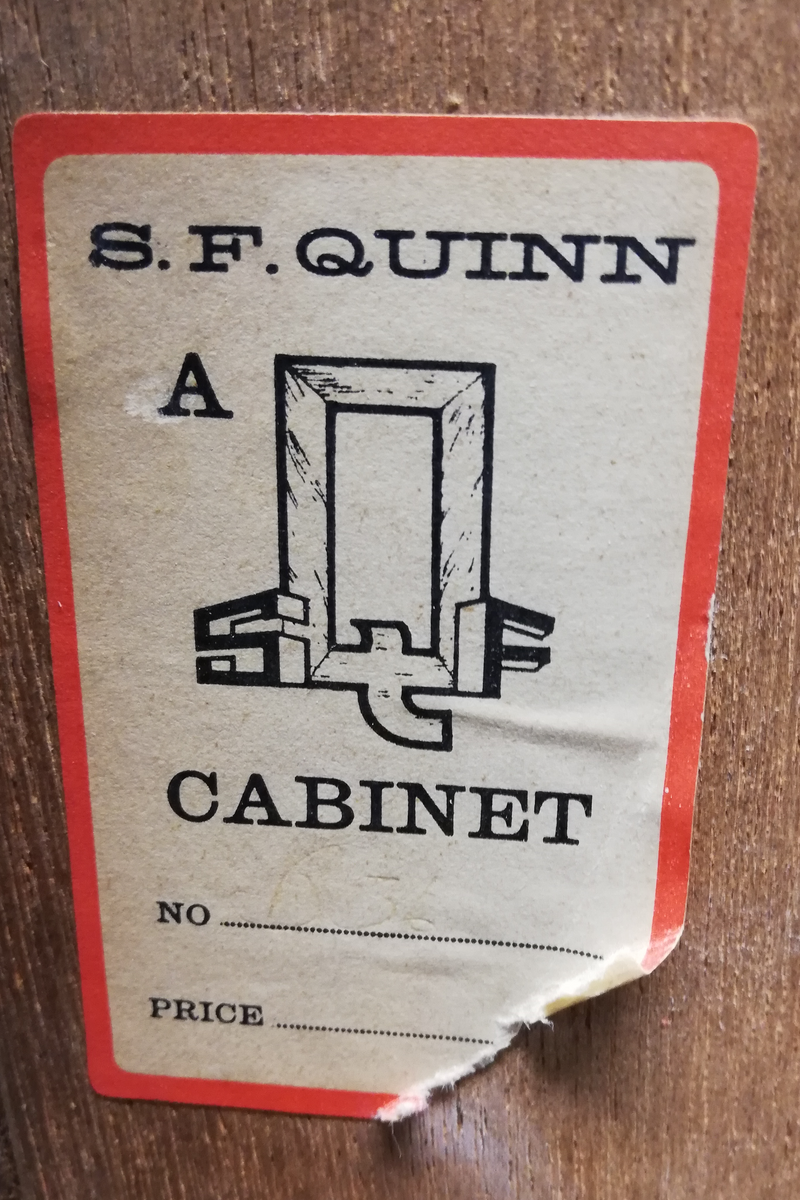 S. F. QUINN
A
S Q F
CABINET
NO
PRICE